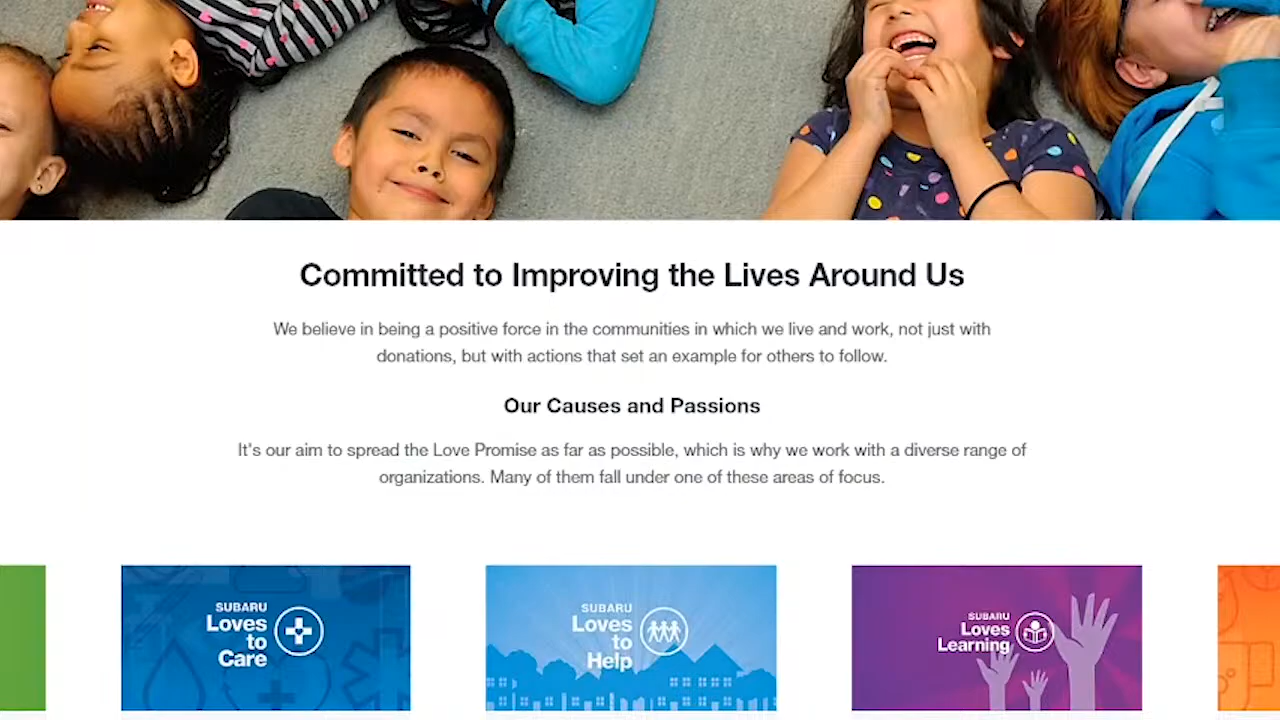 Committed to Improving the Lives Around Us
We believe in being a positive force in the communities in which we live and work, not just with
donations, but with actions that set an example for others to follow.
Our Causes and Passions
It's our aim to spread the Love Promise as far as possible, which is why we work with a diverse range of
organizations. Many of them fall under one of these areas of focus.
SUBARU
Loves
to
Care
SUBARU
Loves
to
Help
SUBARU
Loves
Learning